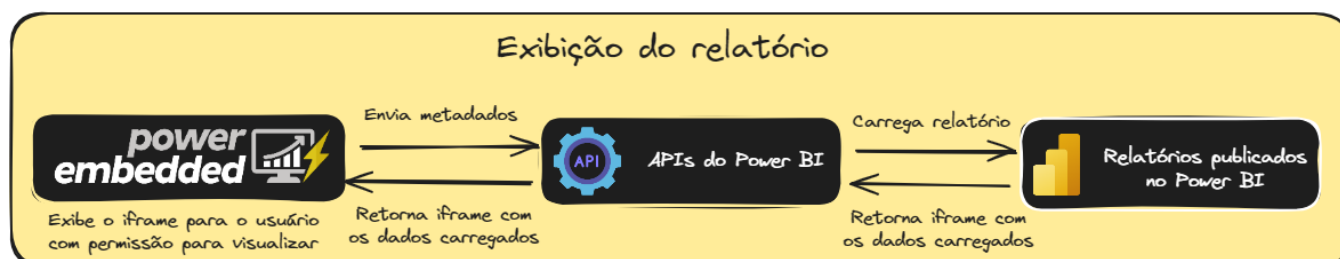 Exibição do relatório
power
embedded
Exibe o iframe para o usuário
com permissão para visualizar
Envia metadados
Retorna iframe com
os dados carregados
API
APIs do Power BI
Carrega relatório
Retorna iframe com
os dados carregados
Relatórios publicados
no Power BI